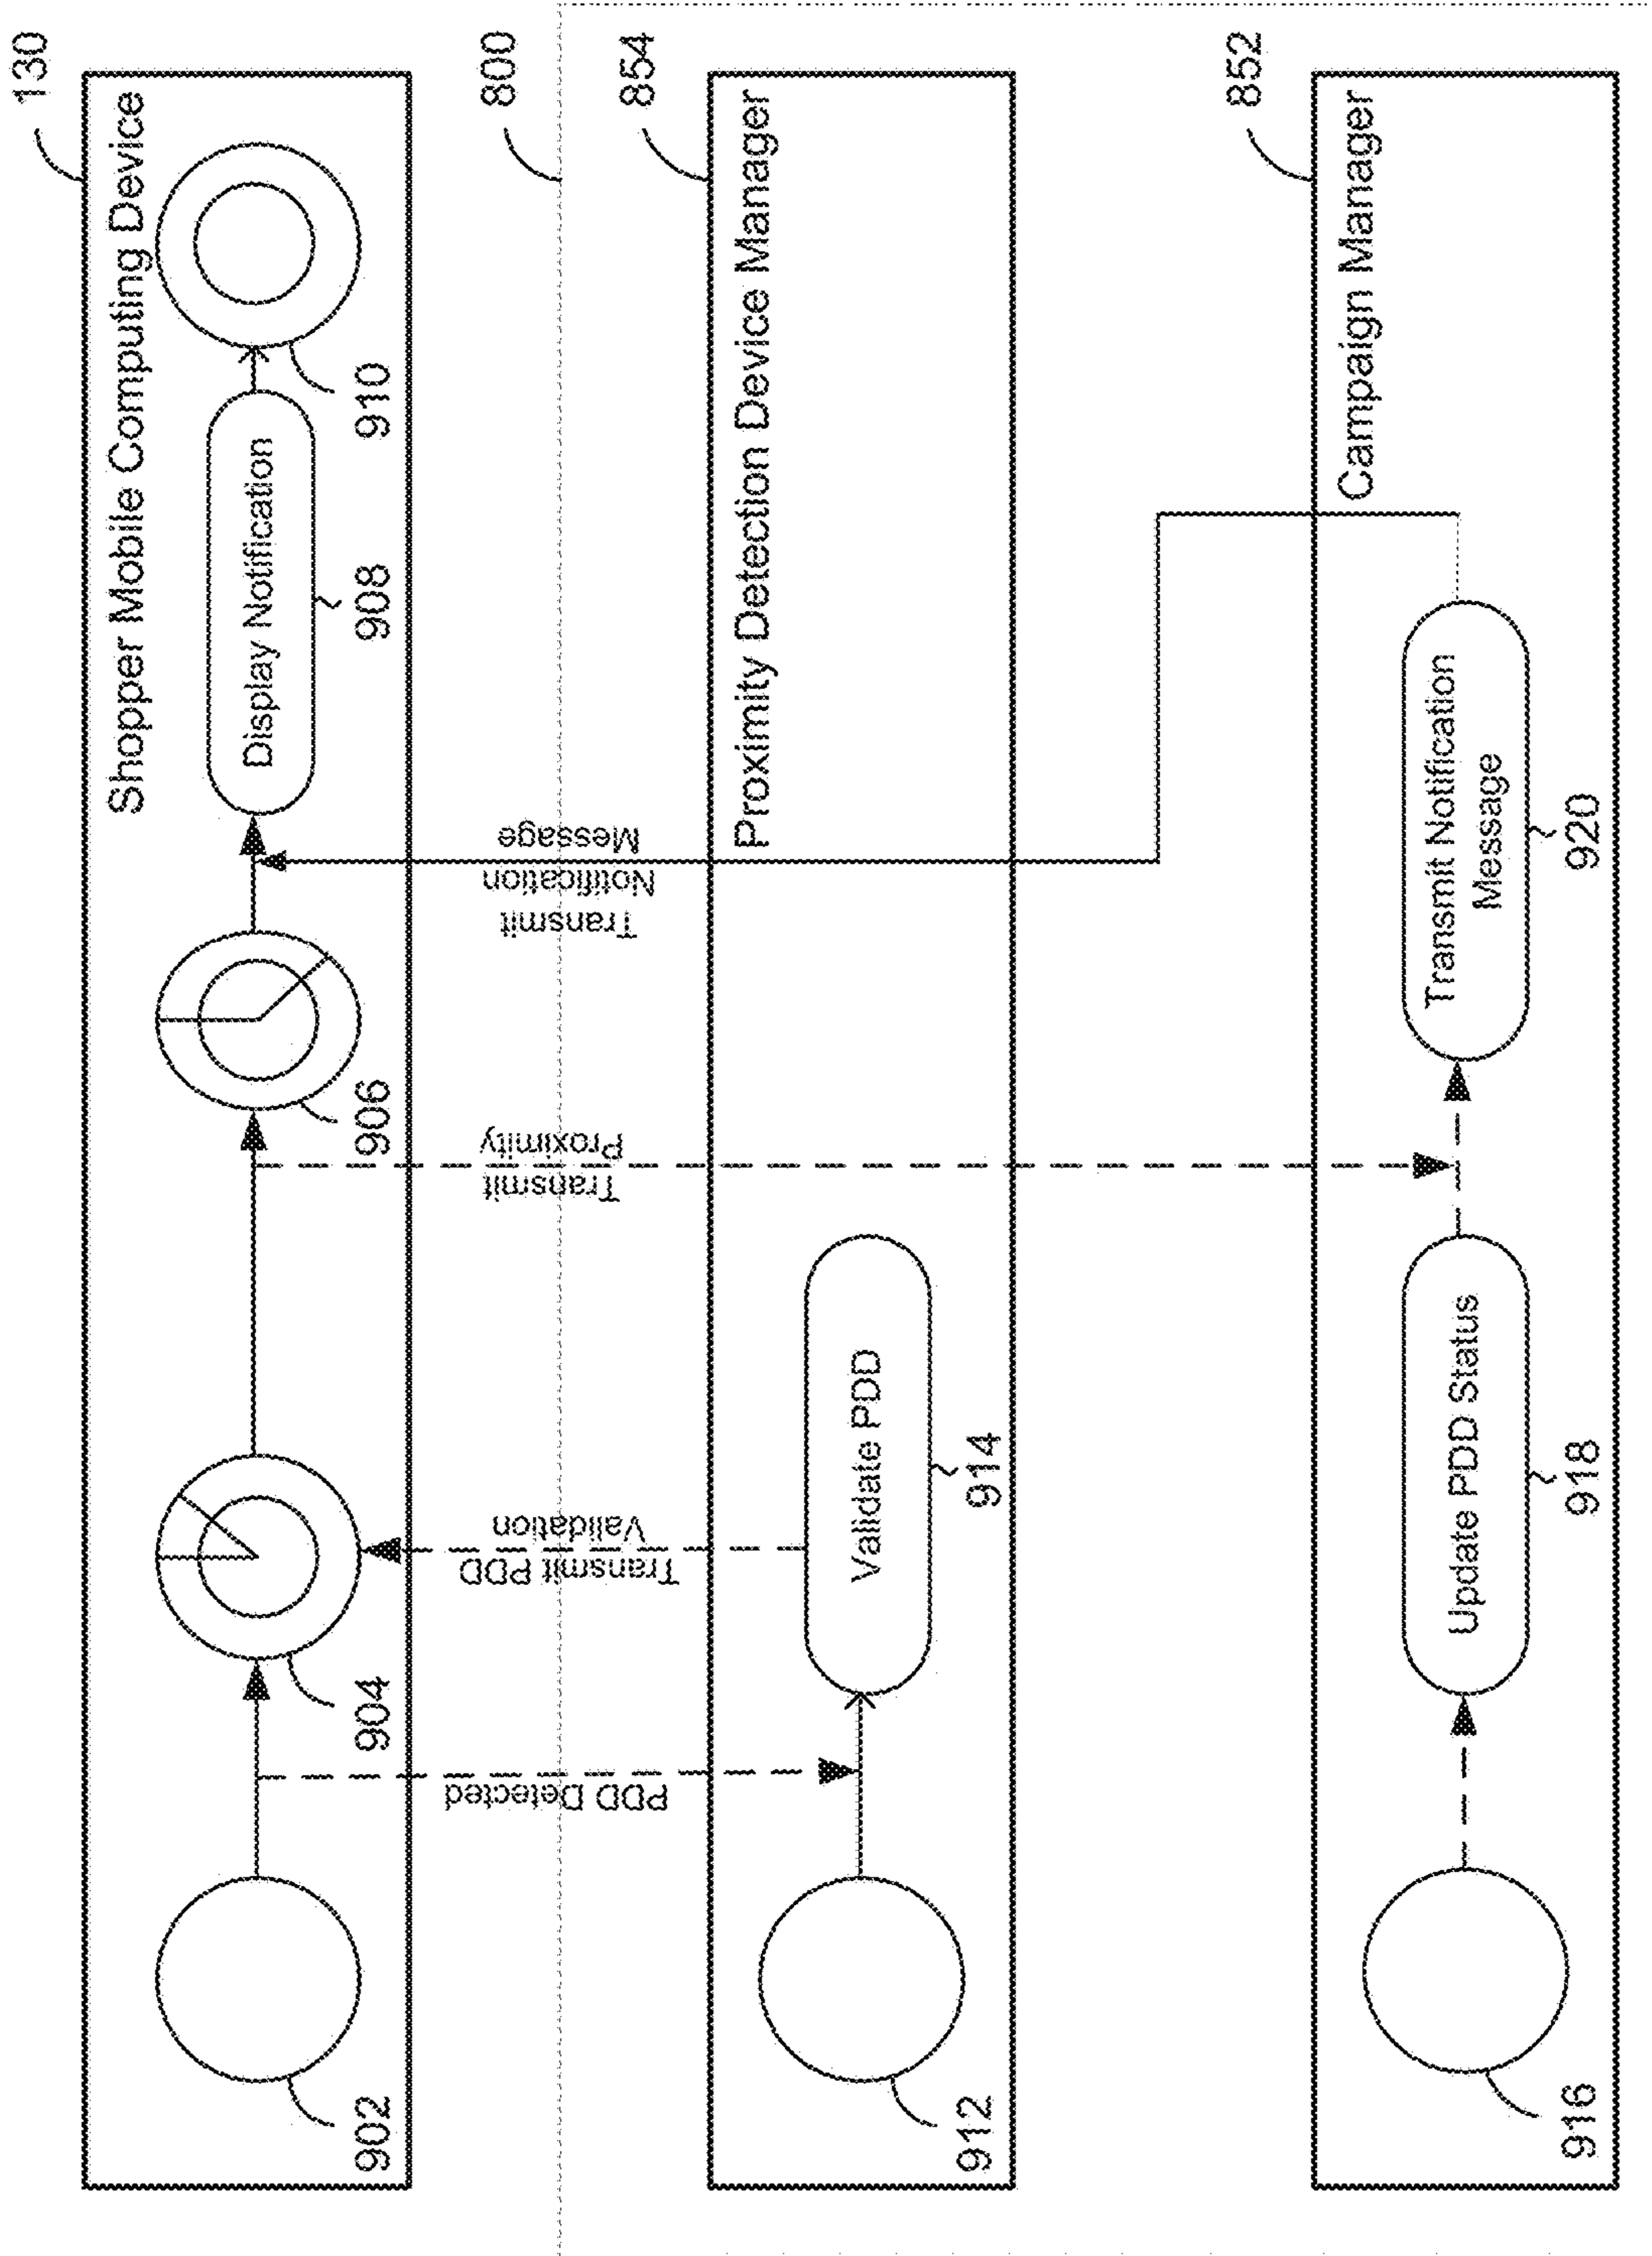 130
Shopper Mobile Computing Device
902
904
906
Display Notification
908
910
800
PDD Detected
Transmit PDD
Validation
Transmit
Proximity
Transmit
Notification
Message
854
Proximity Detection Device Manager
912
Validate PDD
914
852
Campaign Manager
916
Update PDD Status
918
Transmit Notification
Message
920